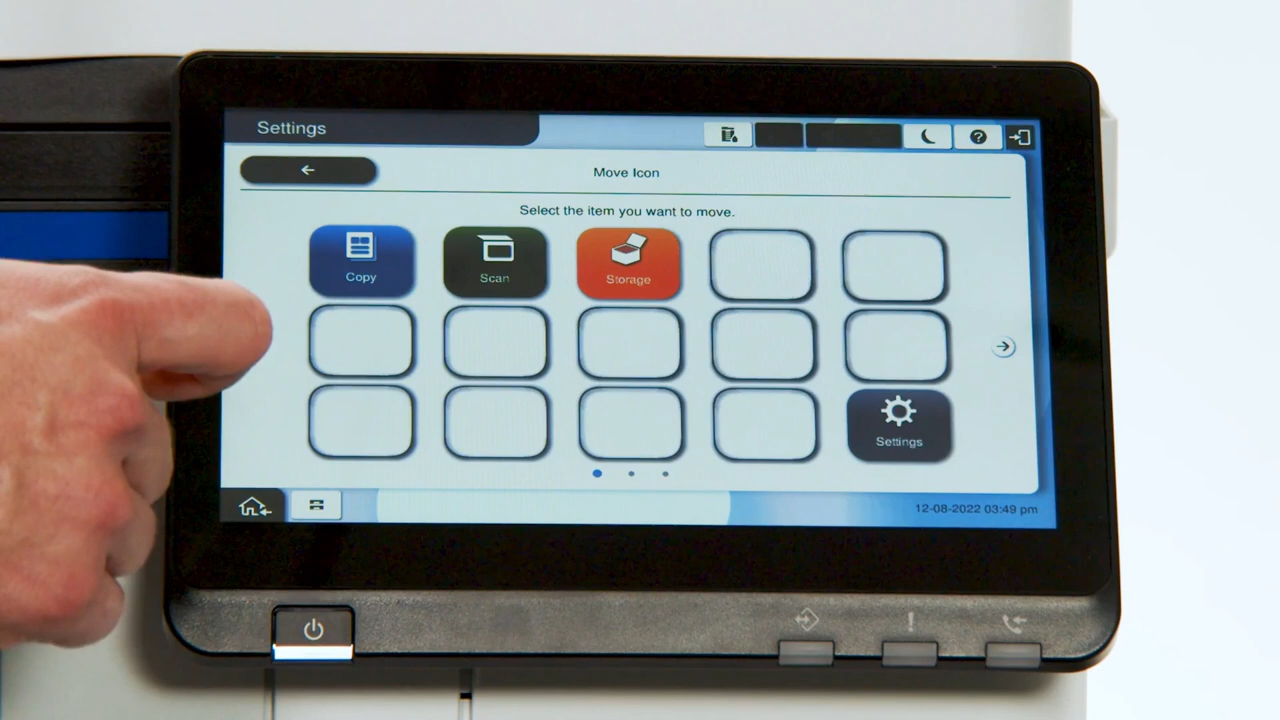 Settings
Move Icon
Select the item you want to move.
Copy
Scan
Storage
Settings
12-08-2022 03:49 pm